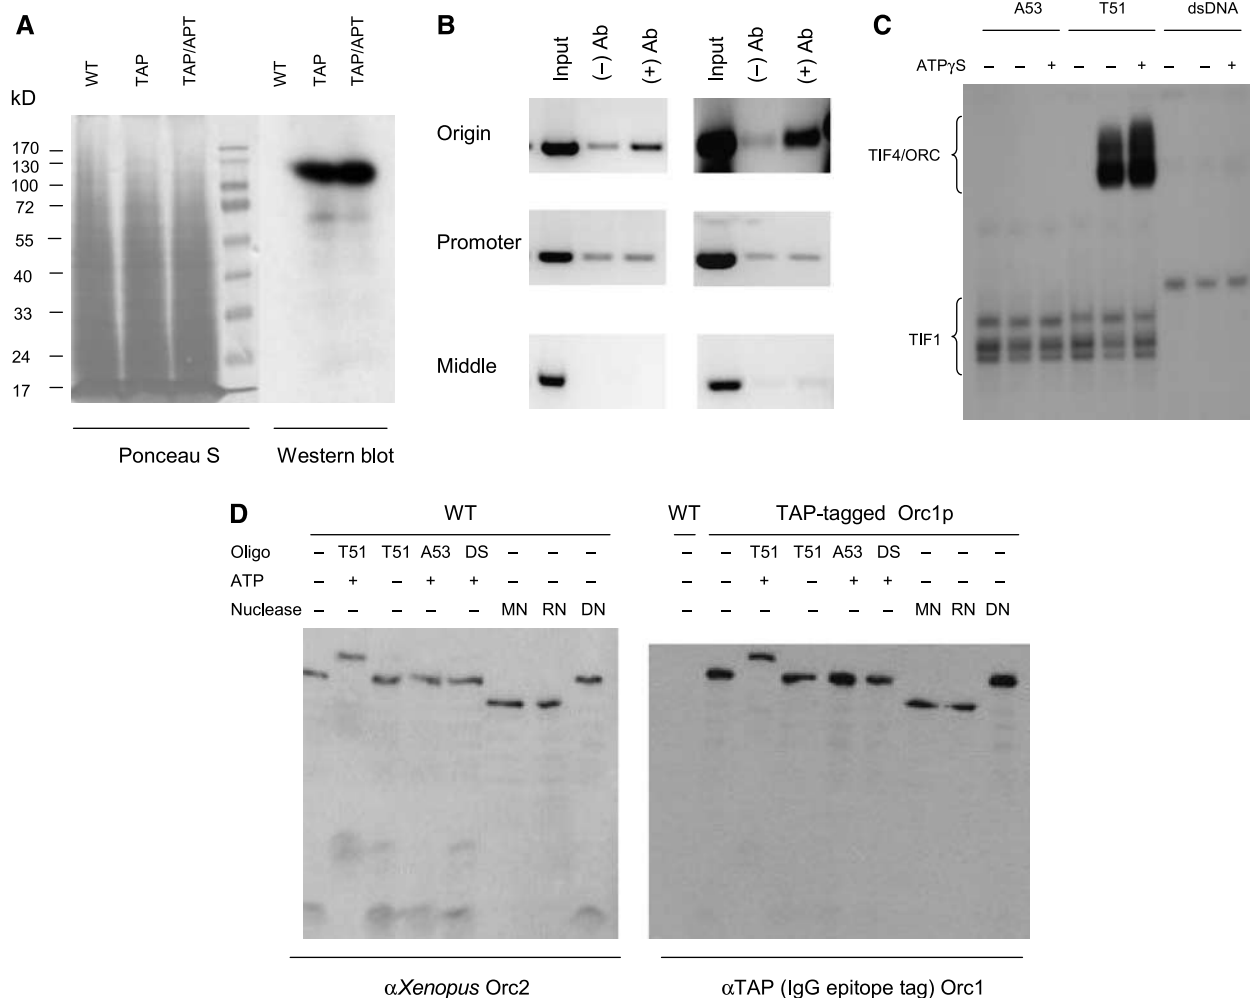 A
WT TAP TAP/APT WT TAP TAP/APT
kD
170
130
100
72
55
40
33
24
17
Ponceau S Western blot
B
Input (–) Ab (+) Ab Input (–) Ab (+) Ab
Origin
Promoter
Middle
C
A53 T51 dsDNA
ATPγS – – + – – + – – +
TIF4/ORC
TIF1
D
WT WT TAP-tagged Orc1p
Oligo – T51 T51 A53 DS – – – – – T51 T51 A53 DS – – –
ATP – + – + + – – – – – + – + + – – –
Nuclease – – – – – MN RN DN – – – – – – MN RN DN
αXenopus Orc2 αTAP (IgG epitope tag) Orc1